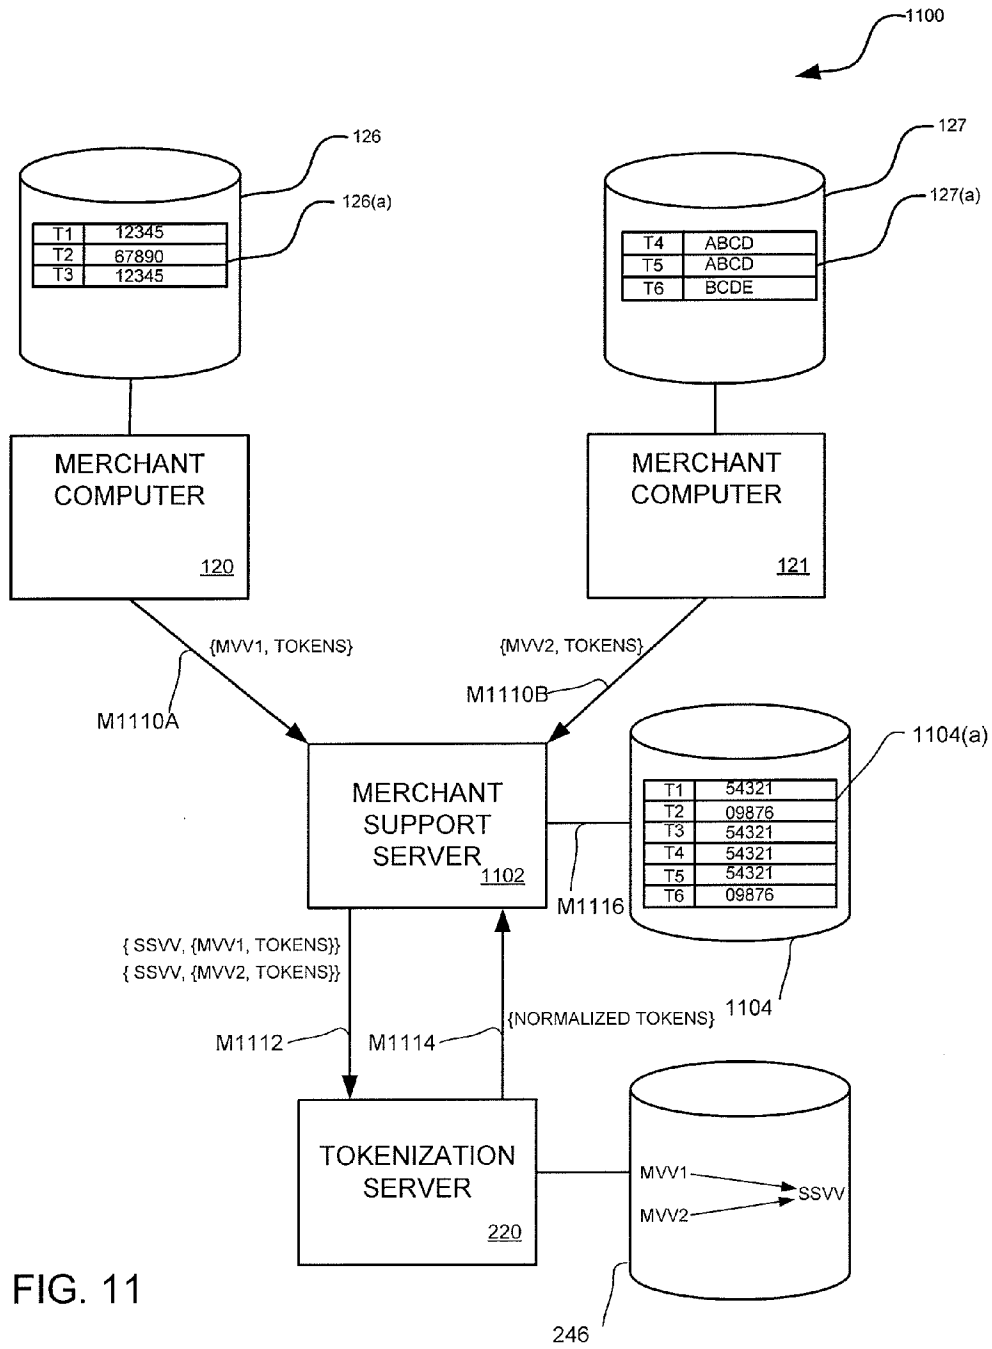 1100
126
127
126(a)
127(a)
T1 12345
T2 67890
T3 12345
T4 ABCD
T5 ABCD
T6 BCDE
MERCHANT
COMPUTER
120
MERCHANT
COMPUTER
121
{MVV1, TOKENS}
{MVV2, TOKENS}
M1110A
M1110B
1104(a)
MERCHANT
SUPPORT
SERVER
1102
T1 54321
T2 09876
T3 54321
T4 54321
T5 54321
T6 09876
M1116
{ SSVV, {MVV1, TOKENS}}
{ SSVV, {MVV2, TOKENS}}
1104
{NORMALIZED TOKENS}
M1112
M1114
TOKENIZATION
SERVER
220
MVV1
SSVV
MVV2
FIG. 11
246